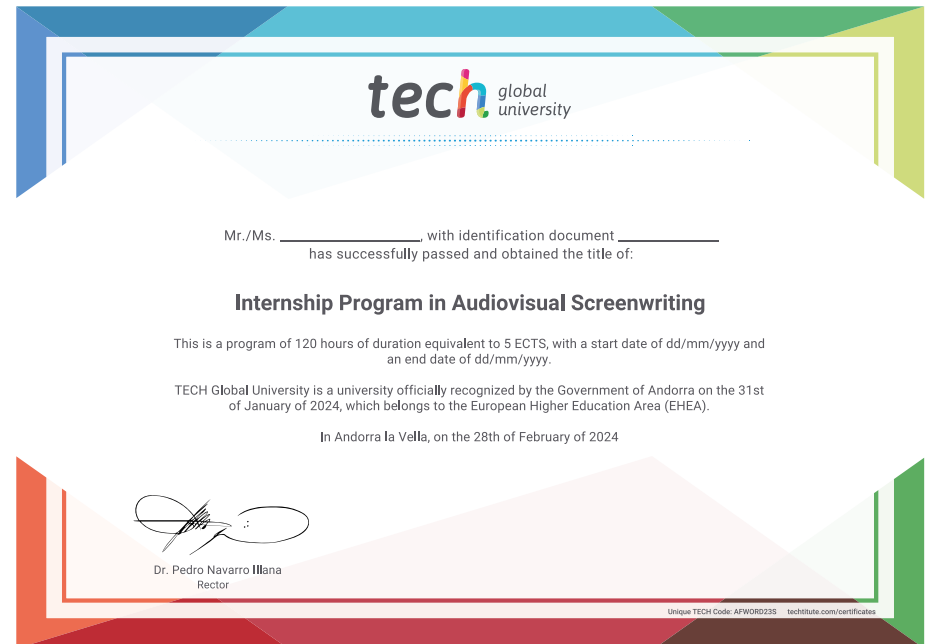 tech global university
Mr./Ms. ____________, with identification document ____________
has successfully passed and obtained the title of:
Internship Program in Audiovisual Screenwriting
This is a program of 120 hours of duration equivalent to 5 ECTS, with a start date of dd/mm/yyyy and
an end date of dd/mm/yyyy.
TECH Global University is a university officially recognized by the Government of Andorra on the 31st
of January of 2024, which belongs to the European Higher Education Area (EHEA).
In Andorra la Vella, on the 28th of February of 2024
Dr. Pedro Navarro Illana
Rector
Unique TECH Code: AFWORD23S techtitute.com/certificates